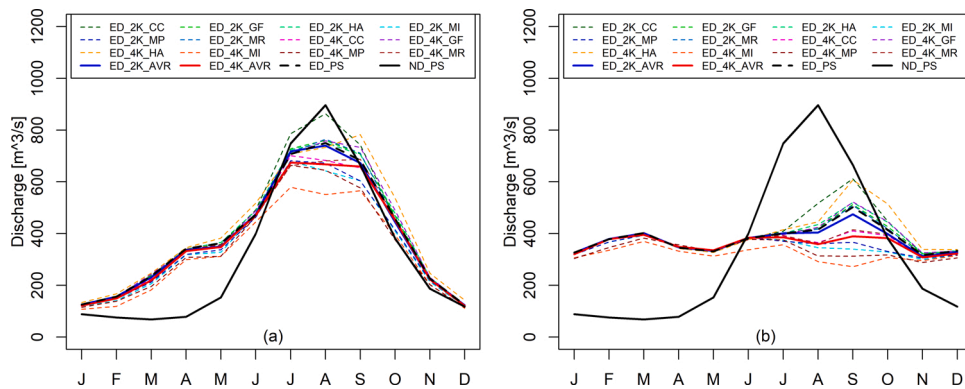 ED_2K_CC ED_2K_GF ED_2K_HA ED_2K_MI
ED_2K_MP ED_2K_MR ED_4K_CC ED_4K_GF
ED_4K_HA ED_4K_MI ED_4K_MP ED_4K_MR
ED_2K_AVR ED_4K_AVR ED_PS ND_PS
Discharge [m^3/s]
1200
1000
800
600
400
200
0
(a)
J F M A M J J A S O N D
ED_2K_CC ED_2K_GF ED_2K_HA ED_2K_MI
ED_2K_MP ED_2K_MR ED_4K_CC ED_4K_GF
ED_4K_HA ED_4K_MI ED_4K_MP ED_4K_MR
ED_2K_AVR ED_4K_AVR ED_PS ND_PS
Discharge [m^3/s]
1200
1000
800
600
400
200
0
(b)
J F M A M J J A S O N D